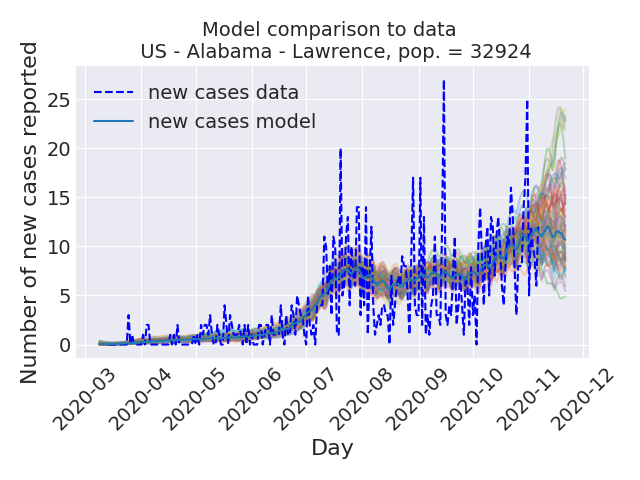 Model comparison to data
US - Alabama - Lawrence, pop. = 32924
Number of new cases reported
25
20
15
10
5
0
new cases data
new cases model
2020-03
2020-04
2020-05
2020-06
2020-07
2020-08
2020-09
2020-10
2020-11
2020-12
Day